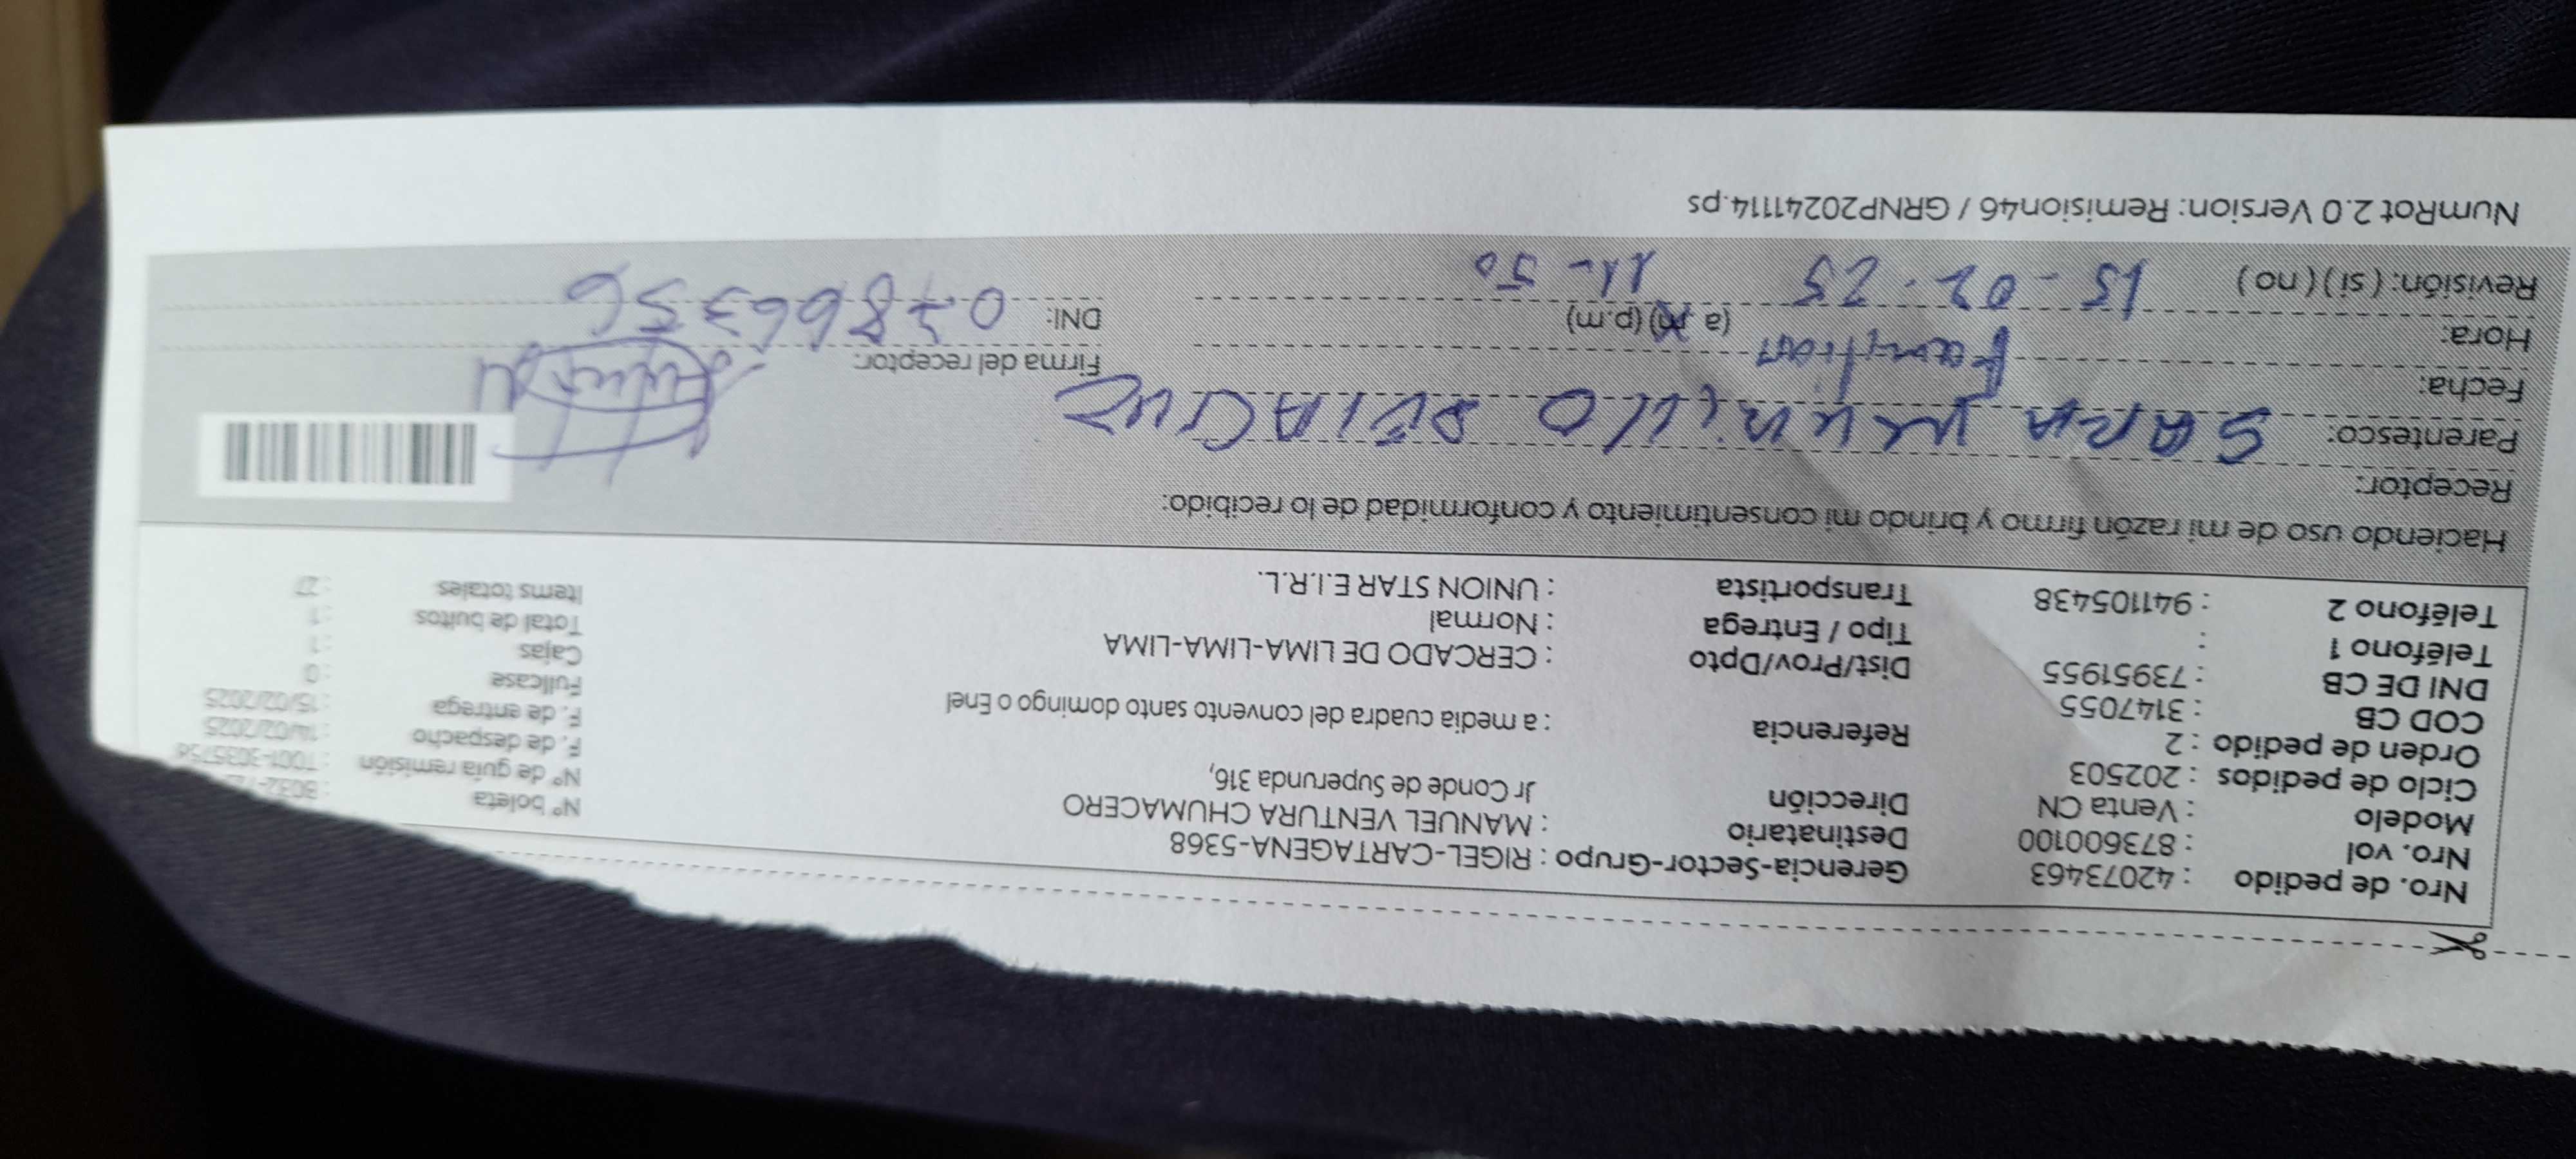 Nro. de pedido : 42073463
Nro. vol : 873600100
Modelo : Venta CN
Ciclo de pedidos : 202503
Orden de pedido : 2
COD CB : 3147055
DNI DE CB : 73951955
Teléfono 1 :
Teléfono 2 : 941105438
Gerencia-Sector-Grupo : RIGEL-CARTAGENA-5368
Destinatario : MANUEL VENTURA CHUMACERO
Dirección Jr Conde de Superunda 316,
Referencia : a media cuadra del convento santo domingo o Enel
Dist/Prov/Dpto : CERCADO DE LIMA-LIMA-LIMA
Tipo / Entrega : Normal
Transportista : UNION STAR E.I.R.L.
N° boleta
N° de guía remisión
F. de despacho : 14/02/2025
F. de entrega : 15/02/2025
Fullcase : 0
Cajas : 1
Total de bultos : 1
Items totales : 27
Haciendo uso de mi razón firmo y brindo mi consentimiento y conformidad de lo recibido:
Receptor:
Parentesco: SARA
Fecha: Familiar
Hora: (a.m) (p.m)
Revisión: ( si ) ( no ) 15-02-25 11-50
Firma del receptor:
DNI: 07866356
NumRot 2.0 Version: Remision46 / GRNP20241114.ps